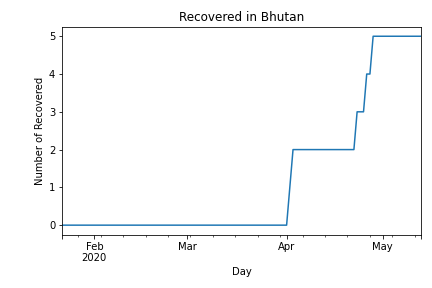 Recovered in Bhutan
Number of Recovered
5
4
3
2
1
0
Feb
2020
Mar
Apr
May
Day